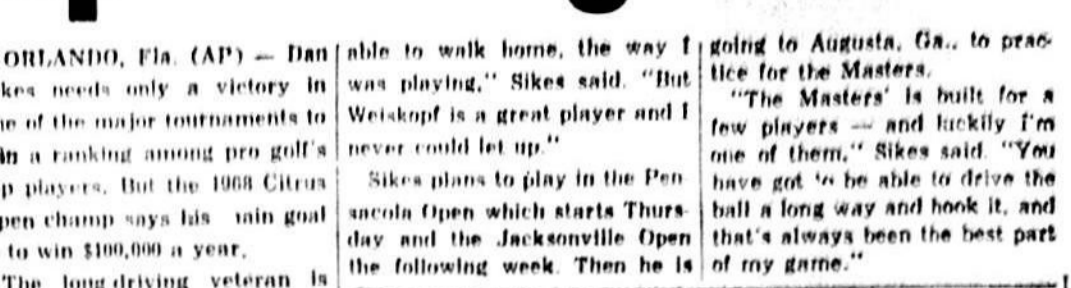 ORLANDO, Fla. (AP) — Dan
kes needs only a victory in
e of the major tournaments to
in a ranking among pro golf's
p players. But the 1968 Citrus
pen champ says his main goal
to win $100,000 a year.
The long-driving veteran is
able to walk home, the way I
was playing," Sikes said. "But
Weiskopf is a great player and I
never could let up."
Sikes plans to play in the Pen-
sacola Open which starts Thurs-
day and the Jacksonville Open
the following week. Then he is
going to Augusta, Ga., to prac-
tice for the Masters.
"The Masters' is built for a
few players — and luckily I'm
one of them," Sikes said. "You
have got to be able to drive the
ball a long way and hook it, and
that's always been the best part
of my game."